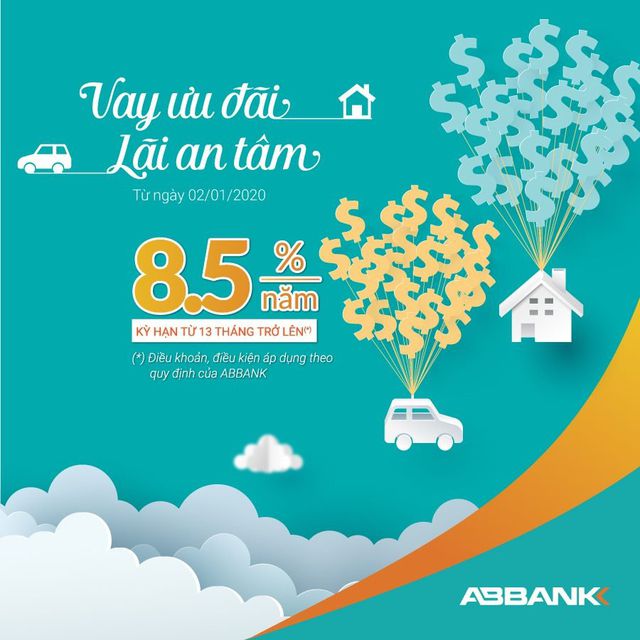 Vay ưu đãi
Lãi an tâm
Từ ngày 02/01/2020
8.5 %/năm
KỲ HẠN TỪ 13 THÁNG TRỞ LÊN(*)
(*) Điều khoản, điều kiện áp dụng theo
quy định của ABBANK
ABBANK